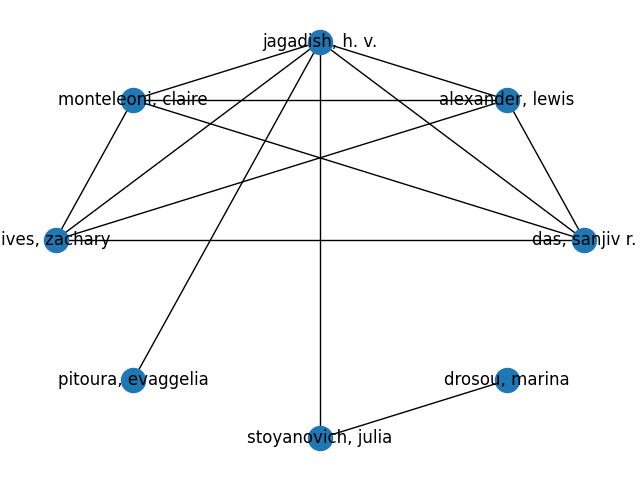 jagadish, h. v.
monteleoni, claire
alexander, lewis
ives, zachary
das, sanjiv r.
pitoura, evaggelia
drosou, marina
stoyanovich, julia